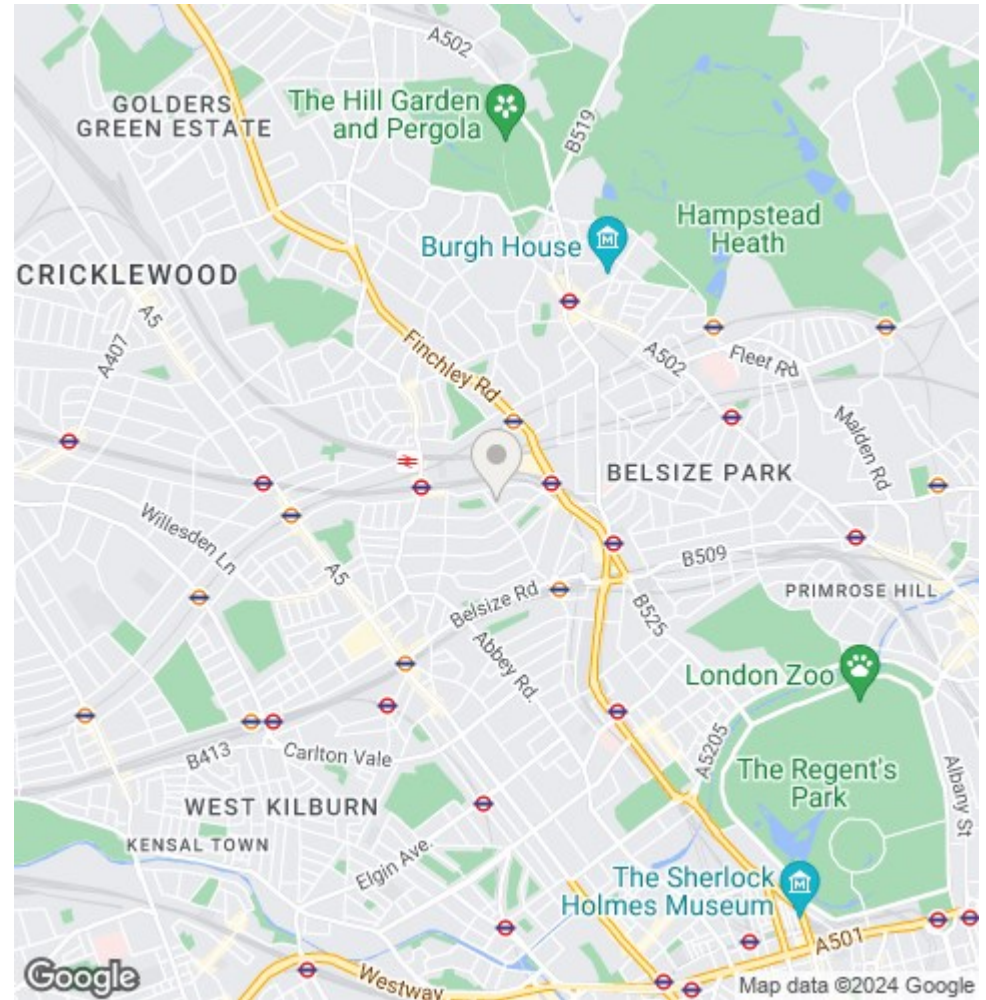 A502
GOLDERS
GREEN ESTATE
The Hill Garden
and Pergola
B519
Hampstead
Heath
Burgh House
CRICKLEWOOD
A5
A407
Finchley Rd
A502
Fleet Rd
Malden Rd
BELSIZE PARK
Willesden Ln
A5
B509
Belsize Rd
B525
PRIMROSE HILL
Abbey Rd.
London Zoo
A5205
B413
Carlton Vale
The Regent's
Park
Albany St
WEST KILBURN
KENSAL TOWN
Elgin Ave.
The Sherlock
Holmes Museum
A501
Westway
Google
Map data ©2024 Google